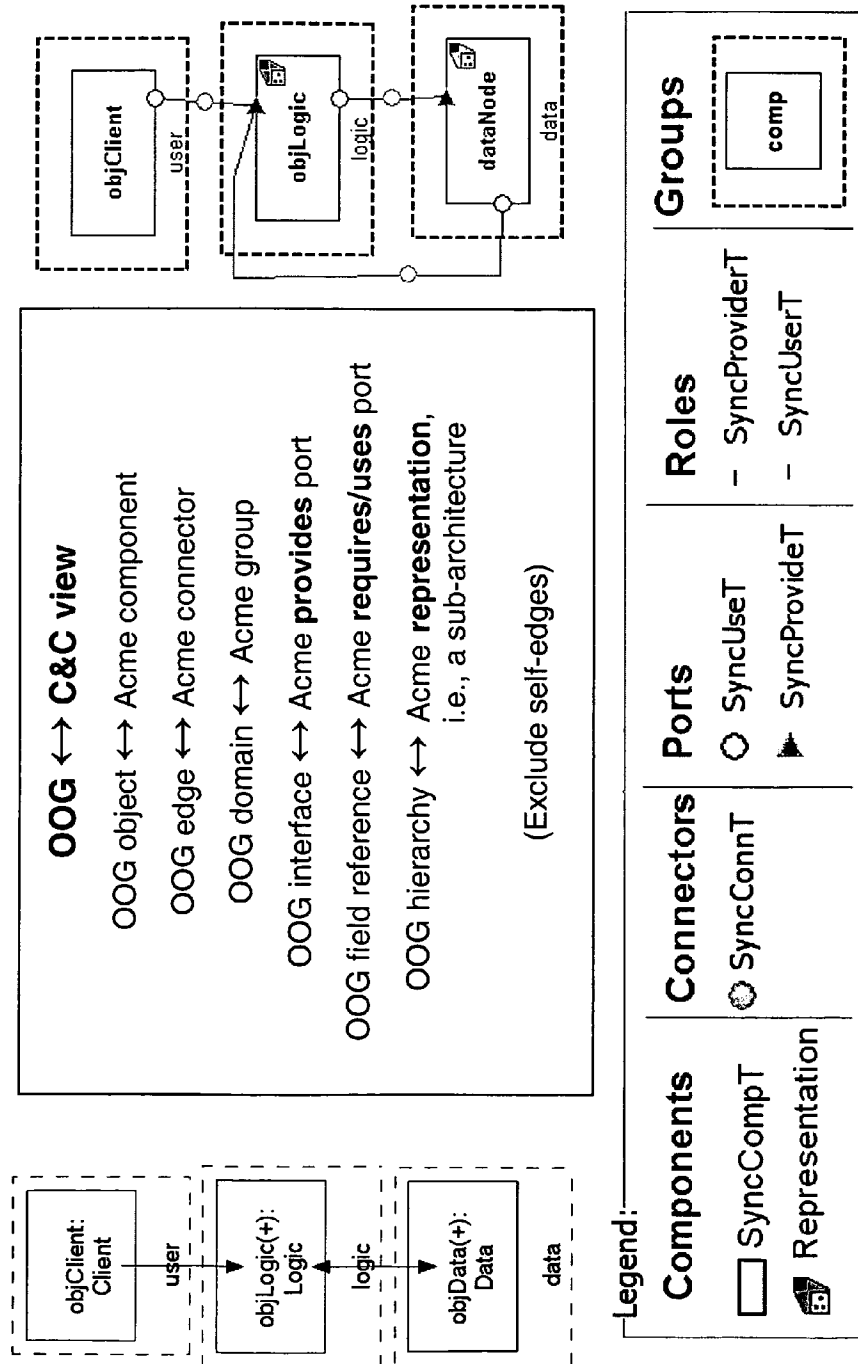 objClient:
Client
user
objLogic(+):
Logic
logic
objData(+):
Data
data
OOG ⟷ C&C view
OOG object ⟷ Acme component
OOG edge ⟷ Acme connector
OOG domain ⟷ Acme group
OOG interface ⟷ Acme provides port
OOG field reference ⟷ Acme requires/uses port
OOG hierarchy ⟷ Acme representation,
i.e., a sub-architecture
(Exclude self-edges)
objClient
user
objLogic
logic
dataNode
data
Legend:
Components
SyncCompT
Representation
Connectors
SyncConnT
Ports
SyncUseT
SyncProvideT
Roles
SyncProviderT
SyncUserT
Groups
comp